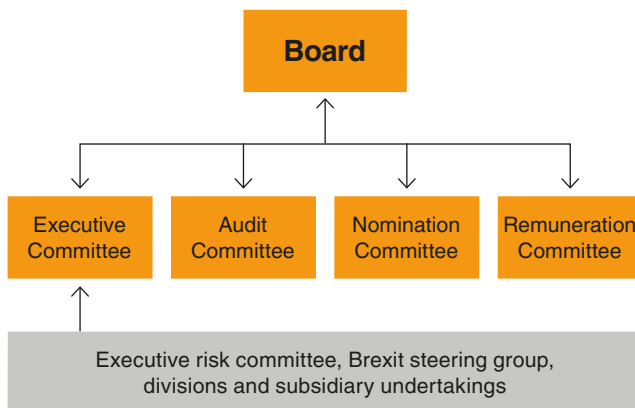 Board
Executive
Committee
Audit
Committee
Nomination
Committee
Remuneration
Committee
Executive risk committee, Brexit steering group,
divisions and subsidiary undertakings